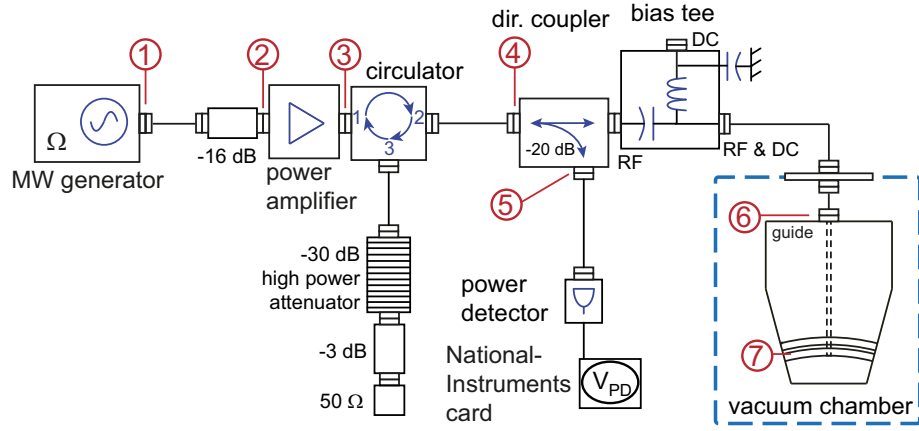 dir. coupler
bias tee
DC
1
2
3
circulator
4
1
2
3
Ω
-16 dB
-20 dB
RF
RF & DC
MW generator
power
amplifier
5
6
guide
-30 dB
high power
attenuator
power
detector
-3 dB
7
National-
Instruments
card
V_PD
50 Ω
vacuum chamber